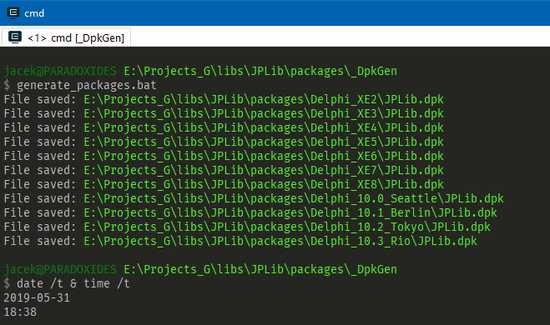 cmd
<1> cmd [_DpkGen]
jacek@PARADOXIDES E:\Projects_G\libs\JPLib\packages\_DpkGen
$ generate_packages.bat
File saved: E:\Projects_G\libs\JPLib\packages\Delphi_XE2\JPLib.dpk
File saved: E:\Projects_G\libs\JPLib\packages\Delphi_XE3\JPLib.dpk
File saved: E:\Projects_G\libs\JPLib\packages\Delphi_XE4\JPLib.dpk
File saved: E:\Projects_G\libs\JPLib\packages\Delphi_XE5\JPLib.dpk
File saved: E:\Projects_G\libs\JPLib\packages\Delphi_XE6\JPLib.dpk
File saved: E:\Projects_G\libs\JPLib\packages\Delphi_XE7\JPLib.dpk
File saved: E:\Projects_G\libs\JPLib\packages\Delphi_XE8\JPLib.dpk
File saved: E:\Projects_G\libs\JPLib\packages\Delphi_10.0_Seattle\JPLib.dpk
File saved: E:\Projects_G\libs\JPLib\packages\Delphi_10.1_Berlin\JPLib.dpk
File saved: E:\Projects_G\libs\JPLib\packages\Delphi_10.2_Tokyo\JPLib.dpk
File saved: E:\Projects_G\libs\JPLib\packages\Delphi_10.3_Rio\JPLib.dpk
jacek@PARADOXIDES E:\Projects_G\libs\JPLib\packages\_DpkGen
$ date /t & time /t
2019-05-31
18:38